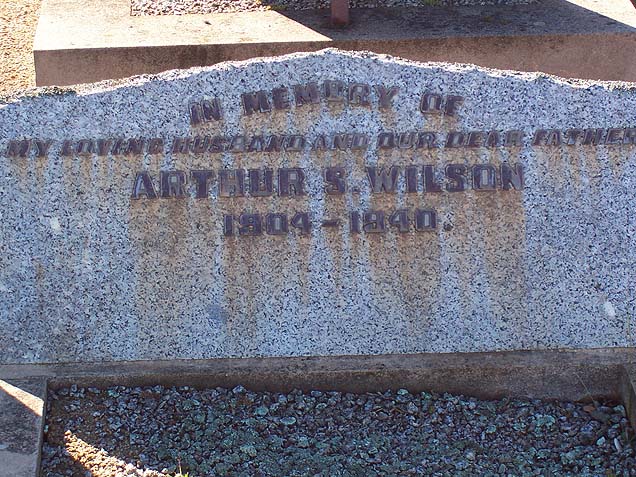 IN MEMORY OF
MY LOVING HUSBAND AND OUR DEAR FATHER
ARTHUR S. WILSON
1904-1940.